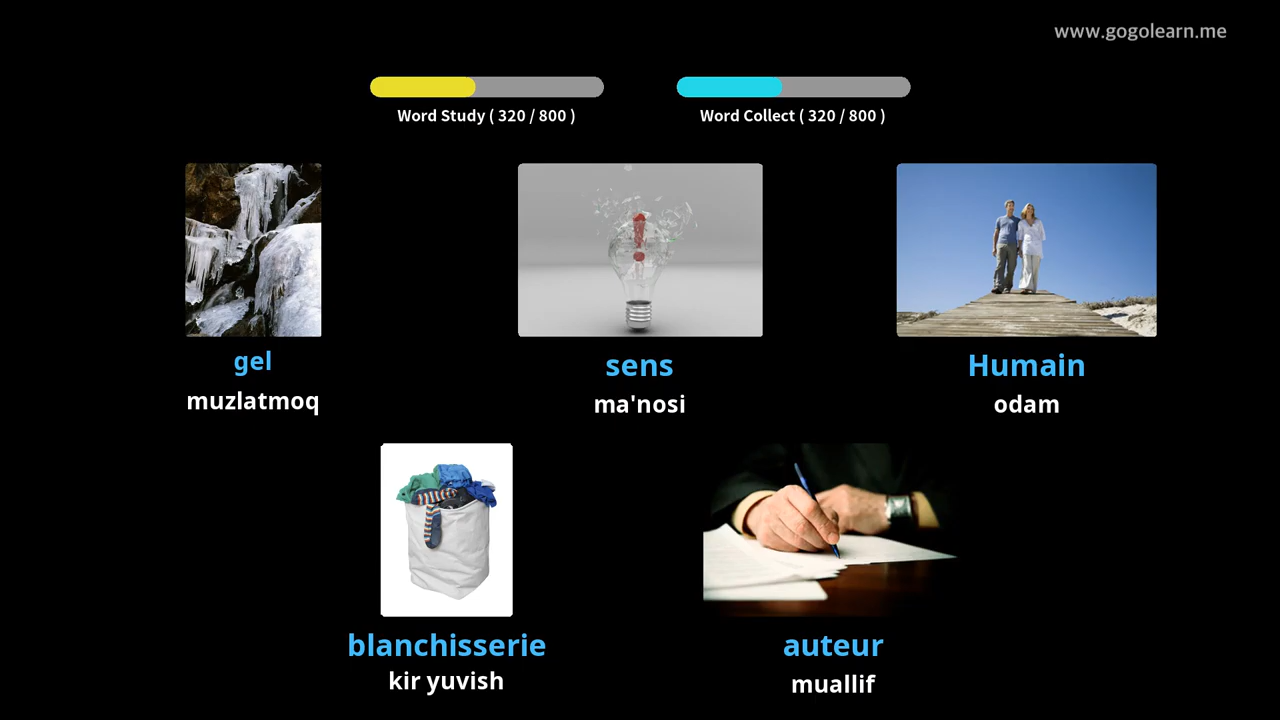 www.gogolearn.me
Word Study ( 320 / 800 )
Word Collect ( 320 / 800 )
gel
muzlatmoq
sens
ma'nosi
Humain
odam
blanchisserie
kir yuvish
auteur
muallif